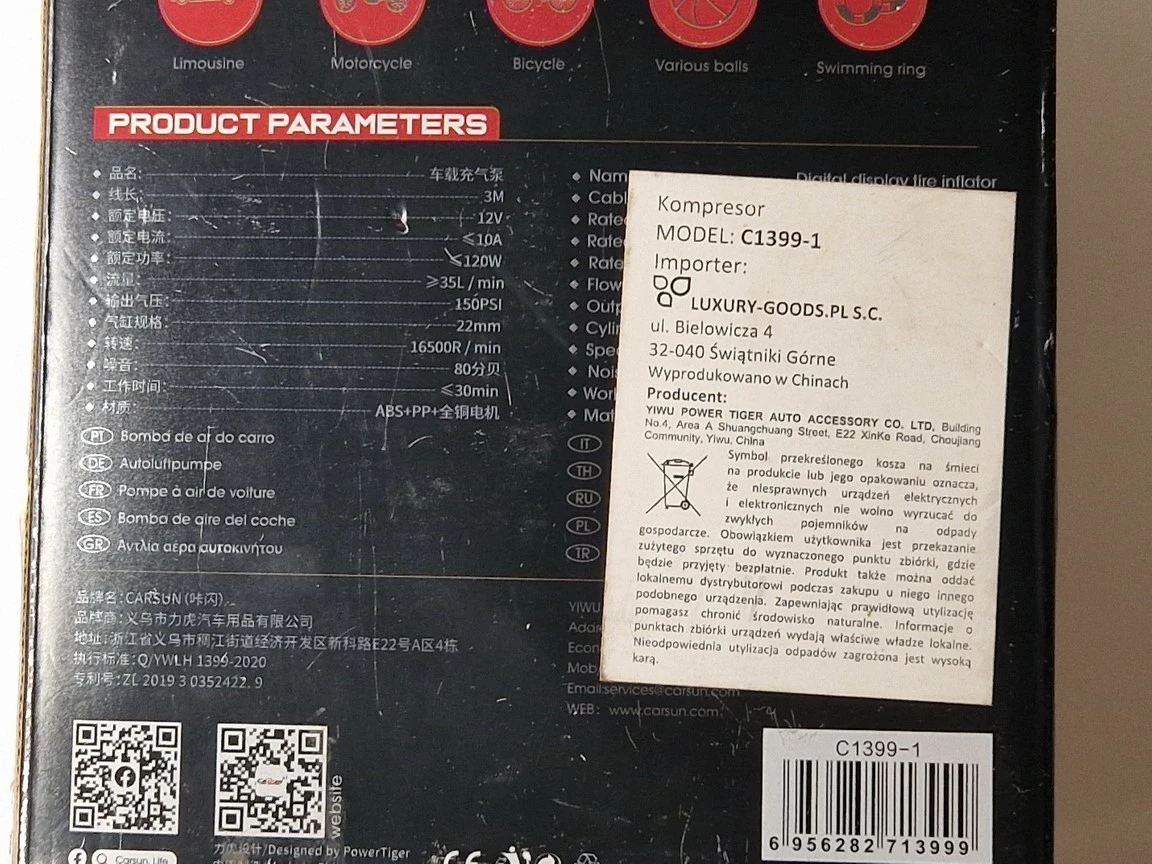 Limousine
Motorcycle
Bicycle
Various balls
Swimming ring
PRODUCT PARAMETERS
品名: 车载充气泵
线长: 3M
额定电压: 12V
额定电流: ≤10A
额定功率: ≤120W
流量: ≥35L / min
输出气压: 150PSI
气缸规格: 22mm
转速: 16500R / min
噪音: 80分贝
工作时间: ≤30min
材质: ABS+PP+全铜电机
PT Bomba de ar do carro
DE Autoluftpumpe
FR Pompe à air de voiture
ES Bomba de aire del coche
GR Αντλία αέρα αυτοκινήτου
Digital display tire inflator
IT
TH
RU
PL
TR
Kompresor
MODEL: C1399-1
Importer:
LUXURY-GOODS.PL S.C.
ul. Bielowicza 4
32-040 Świątniki Górne
Wyprodukowano w Chinach
Producent:
YIWU POWER TIGER AUTO ACCESSORY CO. LTD, Building
No.4, Area A Shuangchuang Street, E22 XinKe Road, Choujiang
Community, Yiwu, China
Symbol przekreślonego kosza na śmieci
na produkcie lub jego opakowaniu oznacza,
że niesprawnych urządzeń elektrycznych
i elektronicznych nie wolno wyrzucać do
zwykłych pojemników na odpady
gospodarcze. Obowiązkiem użytkownika jest przekazanie
zużytego sprzętu do wyznaczonego punktu zbiórki, gdzie
będzie przyjęty bezpłatnie. Produkt także można oddać
lokalnemu dystrybutorowi podczas zakupu u niego innego
podobnego urządzenia. Zapewniając prawidłową utylizację
pomagasz chronić środowisko naturalne. Informacje o
punktach zbiórki urządzeń wydają właściwe władze lokalne.
Nieodpowiednia utylizacja odpadów zagrożona jest wysoką
karą.
品牌名: CARSUN (咔闪)
品牌商: 义乌市力虎汽车用品有限公司
地址: 浙江省义乌市稠江街道经济开发区新科路E22号A区4栋
执行标准: Q/YWLH 1399-2020
专利号: ZL 2019 3 0352422. 9
YIWU
Email:services@carsun.com
WEB: www.carsun.com
website
Carsun. Life
力虎设计/Designed by PowerTiger
C1399-1
6 956282 713999